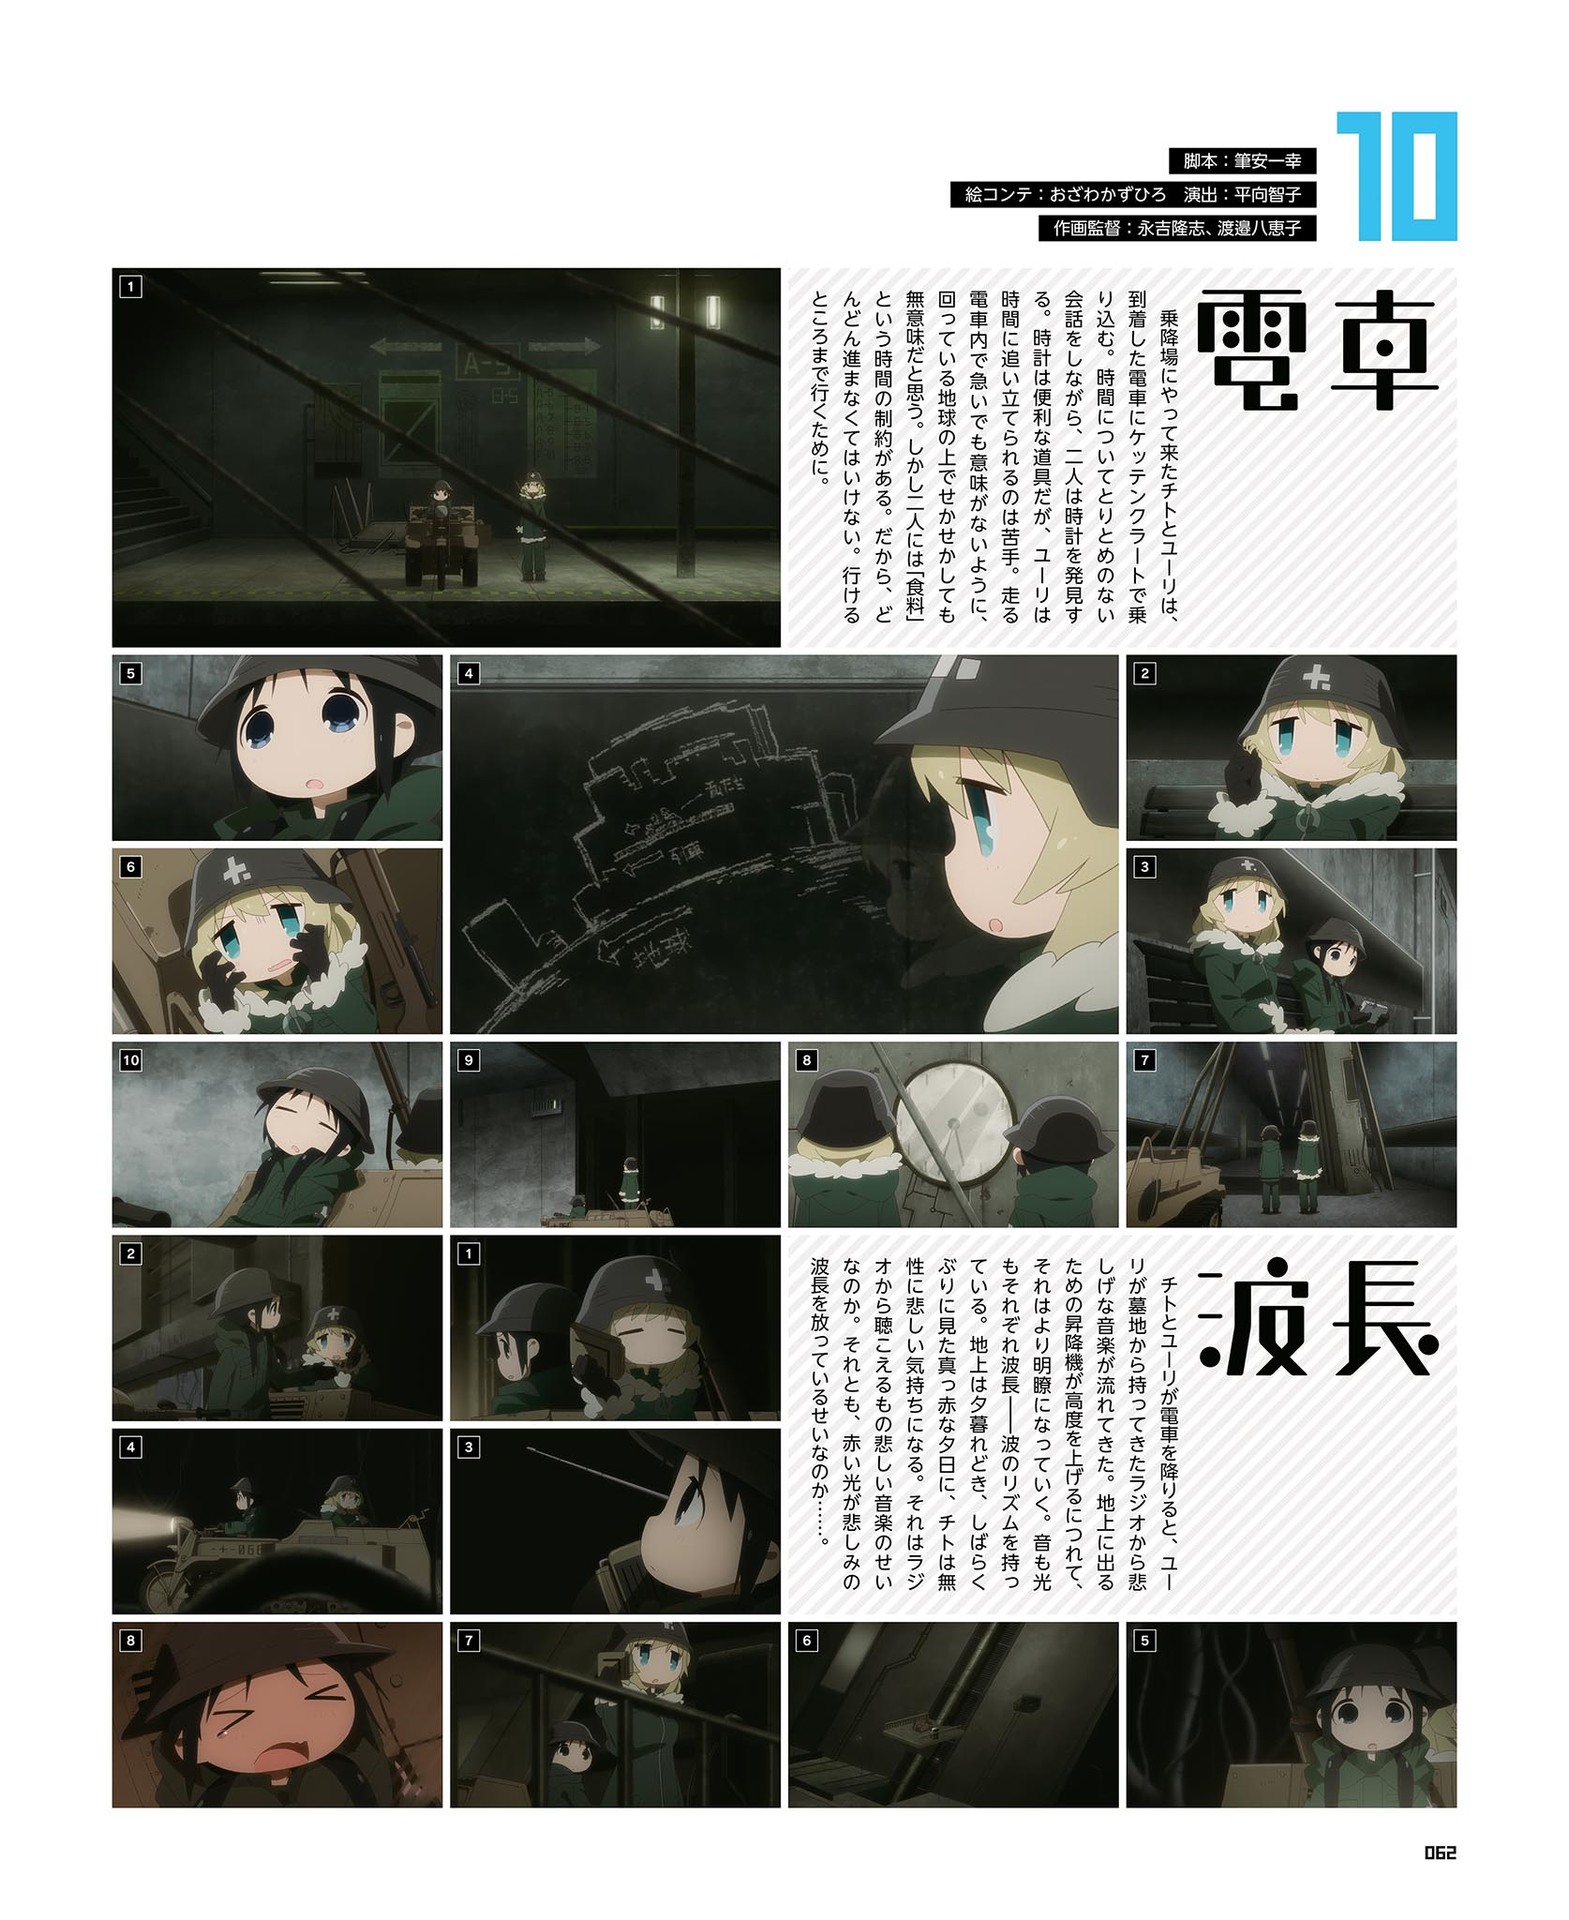 10
脚本：筆安一幸
絵コンテ：おざわかずひろ　演出：平向智子
作画監督：永吉隆志、渡邉八恵子
電車
乗降場にやって来たチトとユーリは、
到着した電車にケッテンクラートで乗
り込む。時間についてとりとめのない
会話をしながら、二人は時計を発見す
る。時計は便利な道具だが、ユーリは
時間に追い立てられるのは苦手。走る
電車内で急いでも意味がないように、
回っている地球の上でせかせかしても
無意味だと思う。しかし二人には「食料」
という時間の制約がある。だから、ど
んどん進まなくてはいけない。行ける
ところまで行くために。
1
A-5
2
3
4
5
6
7
8
9
10
波長
チトとユーリが電車を降りると、ユー
リが墓地から持ってきたラジオから悲
しげな音楽が流れてきた。地上に出る
ための昇降機が高度を上げるにつれて、
それはより明瞭になっていく。音も光
もそれぞれ波長――波のリズムを持っ
ている。地上は夕暮れどき、しばらく
ぶりに見た真っ赤な夕日に、チトは無
性に悲しい気持ちになる。それはラジ
オから聴こえるもの悲しい音楽のせい
なのか。それとも、赤い光が悲しみの
波長を放っているせいなのか……。
1
2
3
4
5
6
7
8
062